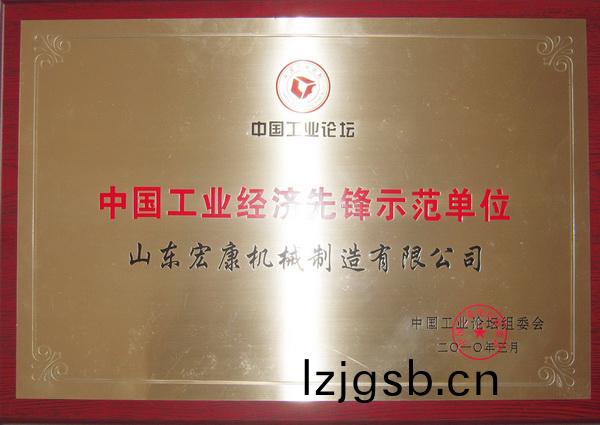 中国工业论坛
中国工业经济先锋示范单位
山东宏康机械制造有限公司
中国工业论坛组委会
二〇一〇年三月
lzjgsb.cn